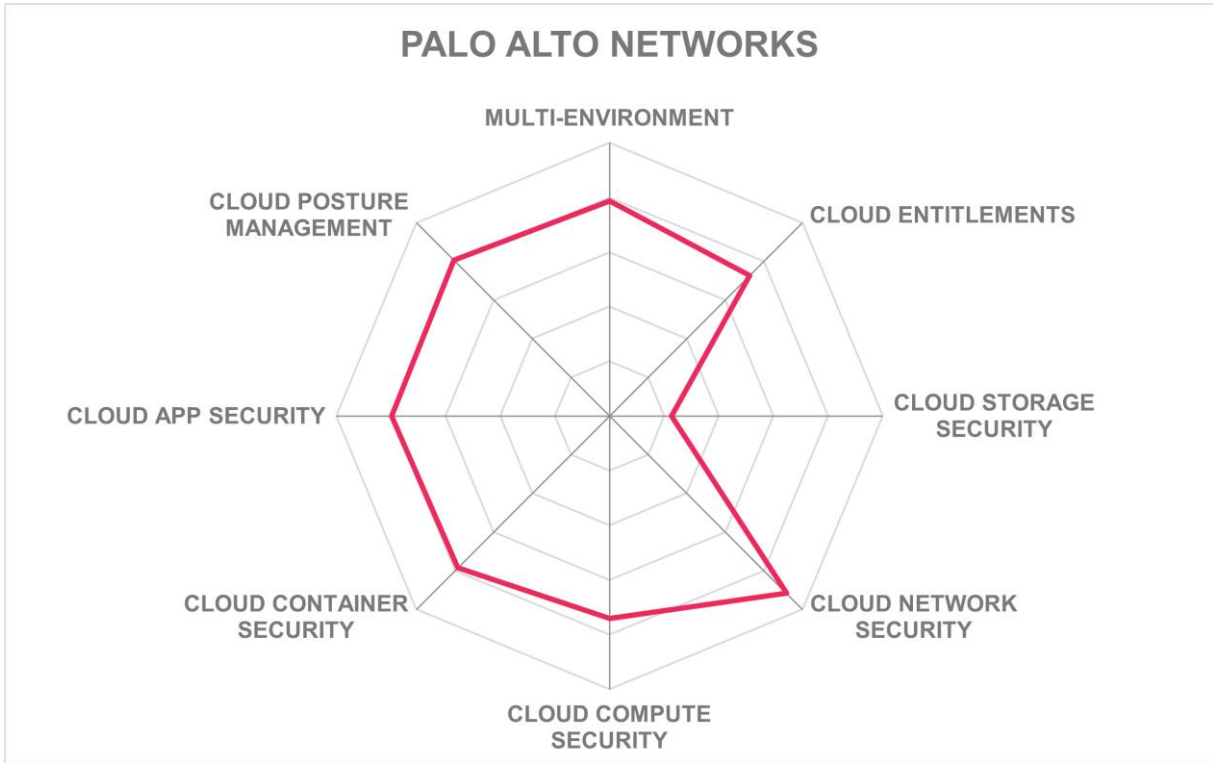 PALO ALTO NETWORKS
MULTI-ENVIRONMENT
CLOUD POSTURE
MANAGEMENT
CLOUD ENTITLEMENTS
CLOUD APP SECURITY
CLOUD STORAGE
SECURITY
CLOUD CONTAINER
SECURITY
CLOUD NETWORK
SECURITY
CLOUD COMPUTE
SECURITY